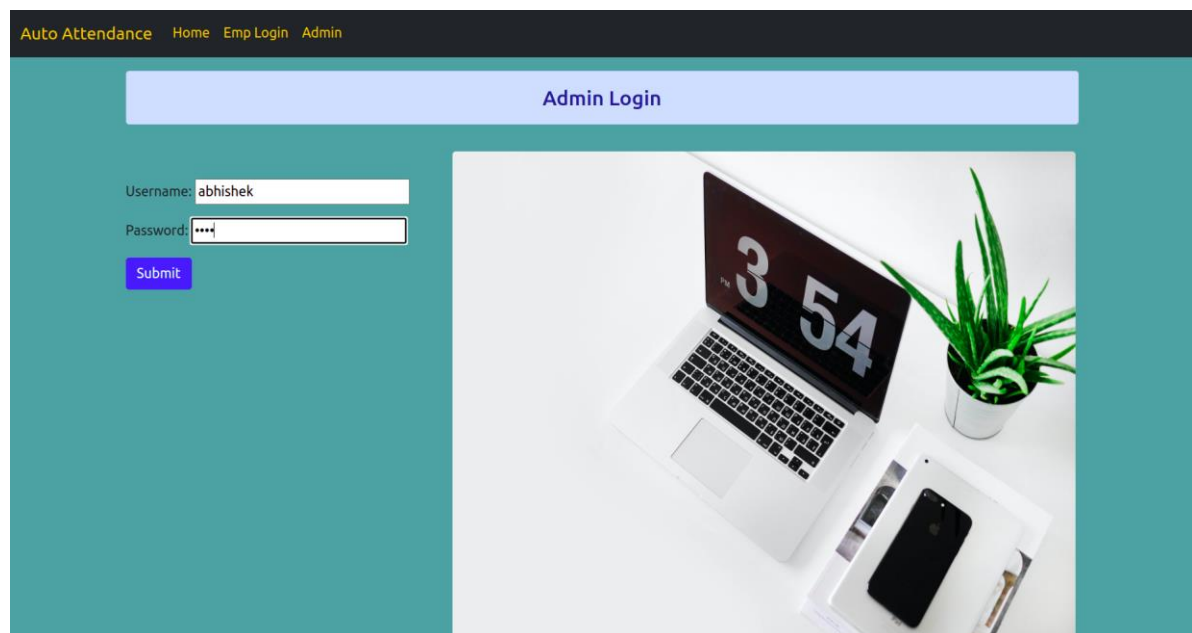 Auto Attendance Home Emp Login Admin
Admin Login
Username: abhishek
Password: ••••
Submit
PM 3 54